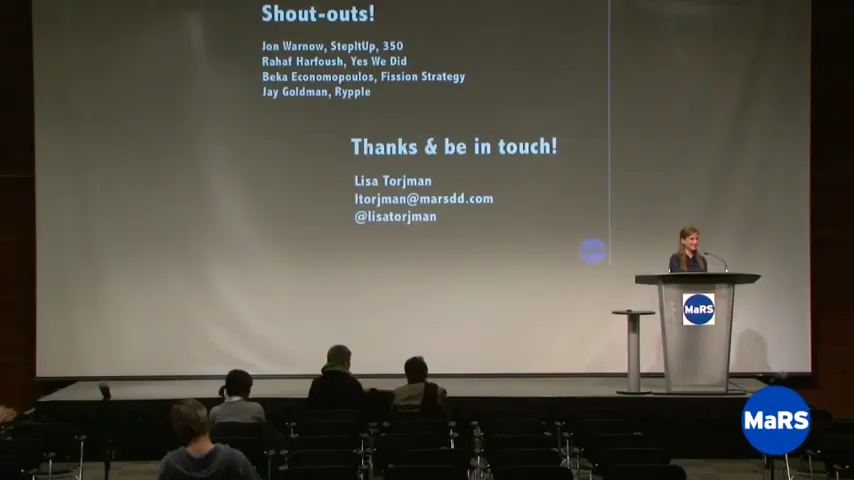 Shout-outs!
Jon Warnow, StepItUp, 350
Rahaf Harfoush, Yes We Did
Beka Economopoulos, Fission Strategy
Jay Goldman, Rypple
Thanks & be in touch!
Lisa Torjman
ltorjman@marsdd.com
@lisatorjman
MaRS
MaRS